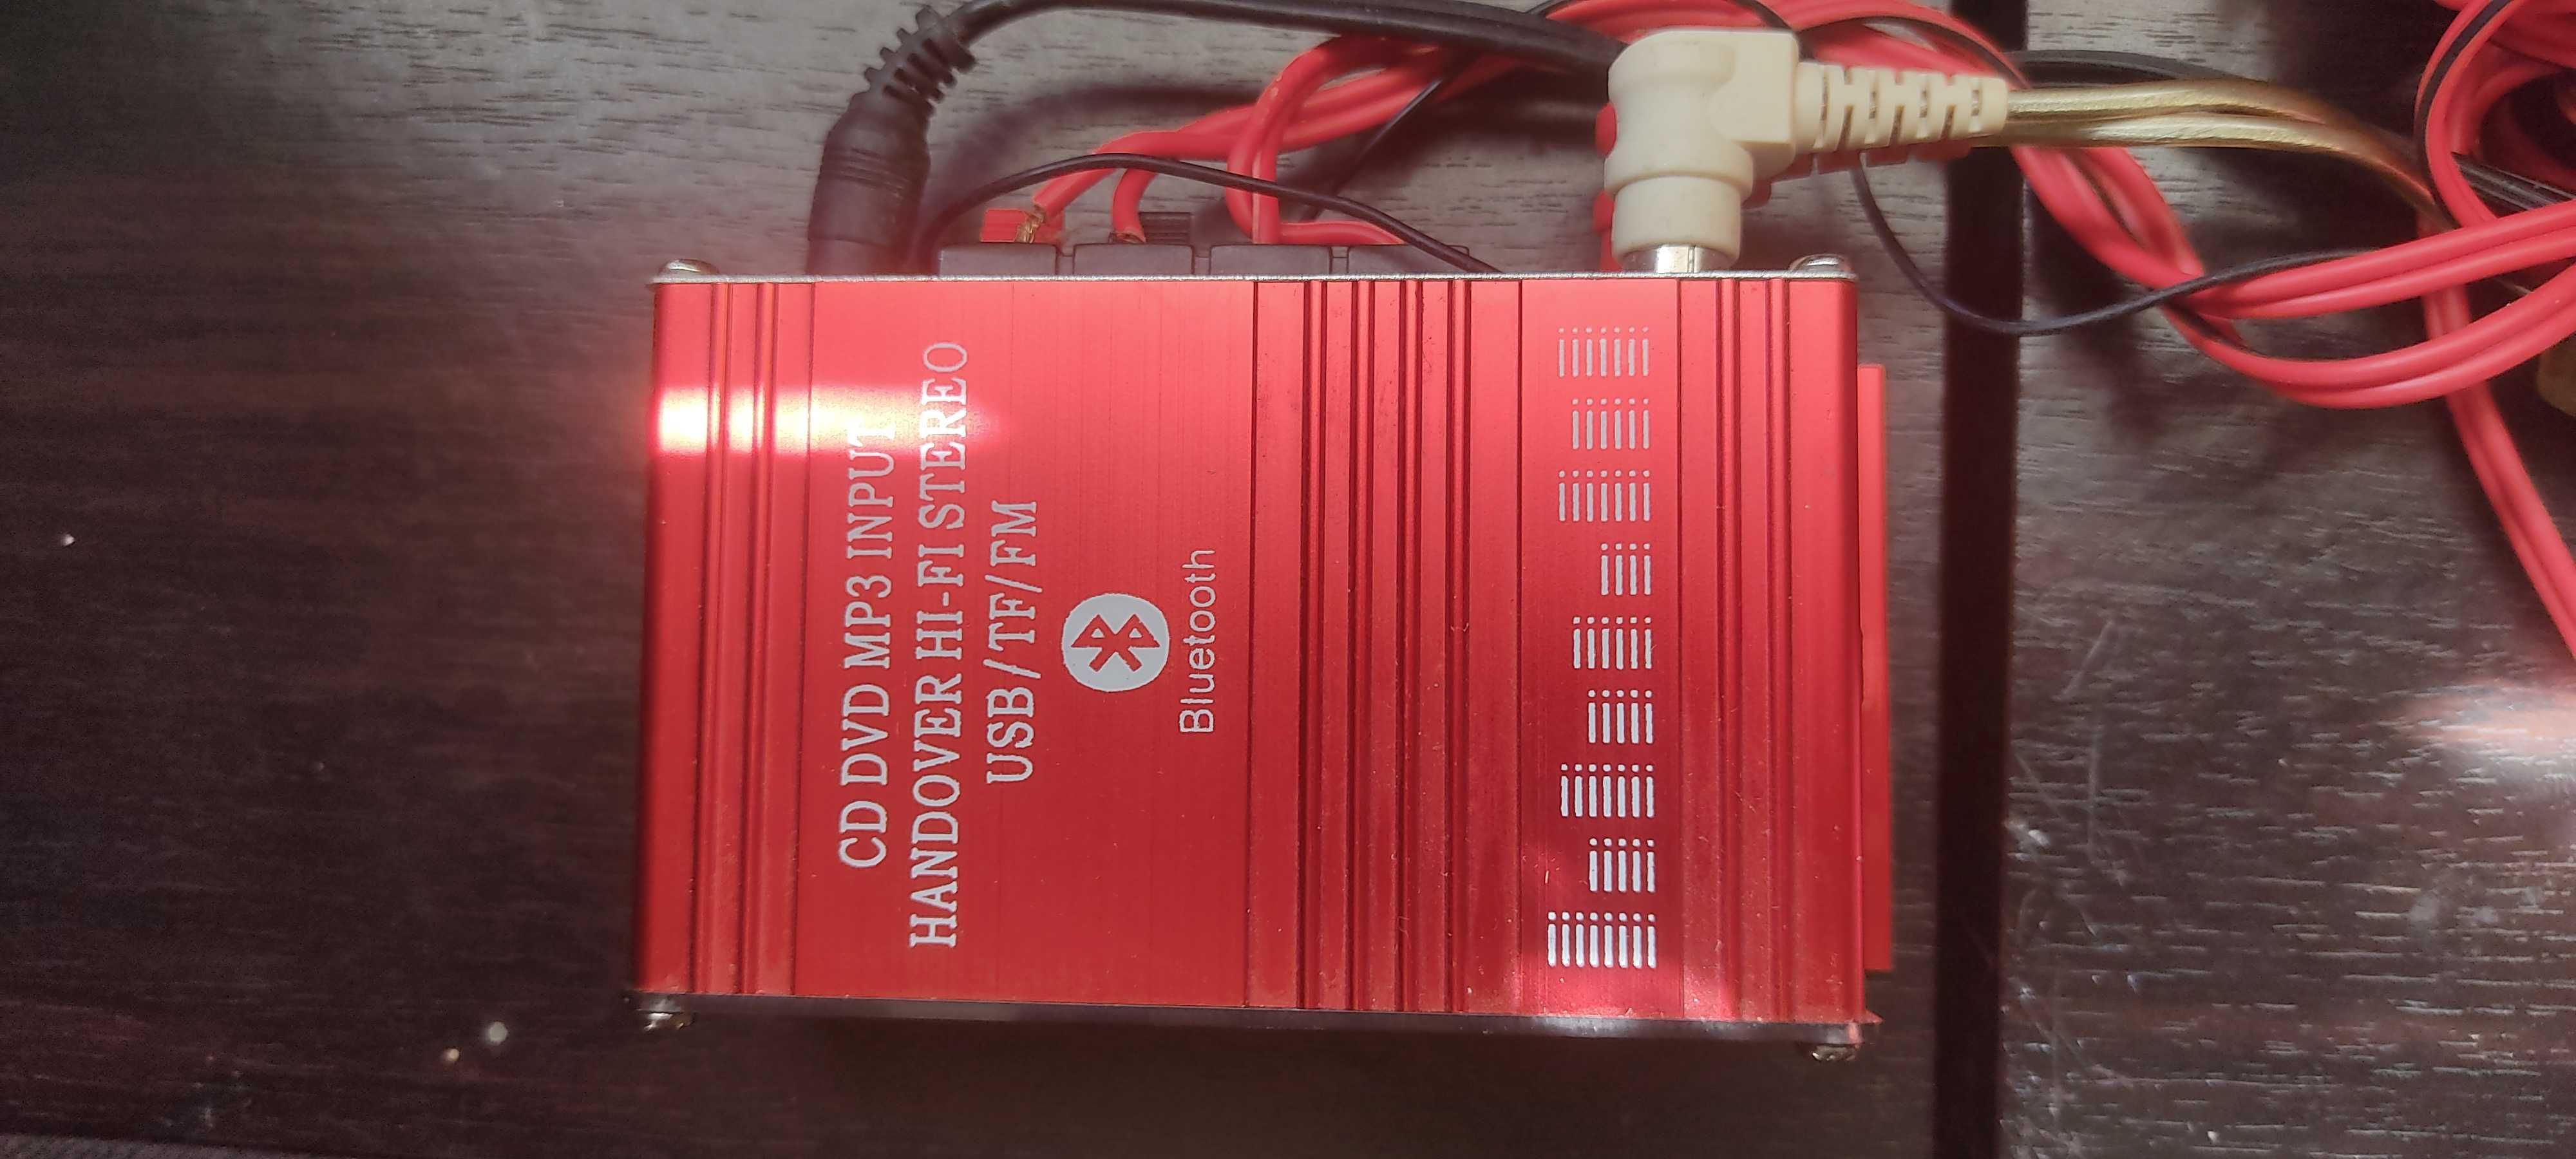 CD DVD MP3 INPUT
HANDOVER HI-FI STEREO
USB/TF/FM
Bluetooth